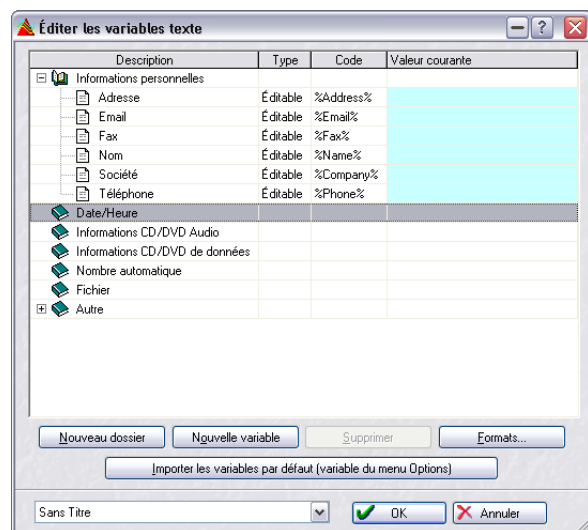 Éditer les variables texte
Description Type Code Valeur courante
Informations personnelles
Adresse Éditable %Address%
Email Éditable %Email%
Fax Éditable %Fax%
Nom Éditable %Name%
Société Éditable %Company%
Téléphone Éditable %Phone%
Date/Heure
Informations CD/DVD Audio
Informations CD/DVD de données
Nombre automatique
Fichier
Autre
Nouveau dossier Nouvelle variable Supprimer Formats...
Importer les variables par défaut (variable du menu Options)
Sans Titre OK Annuler